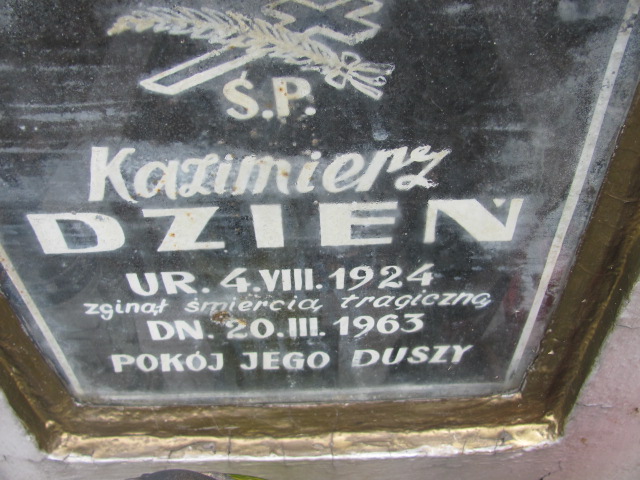 Ś.P.
Kazimierz
DZIEŃ
UR. 4.VIII.1924
zginął śmiercią tragiczną
DN. 20.III.1963
POKÓJ JEGO DUSZY